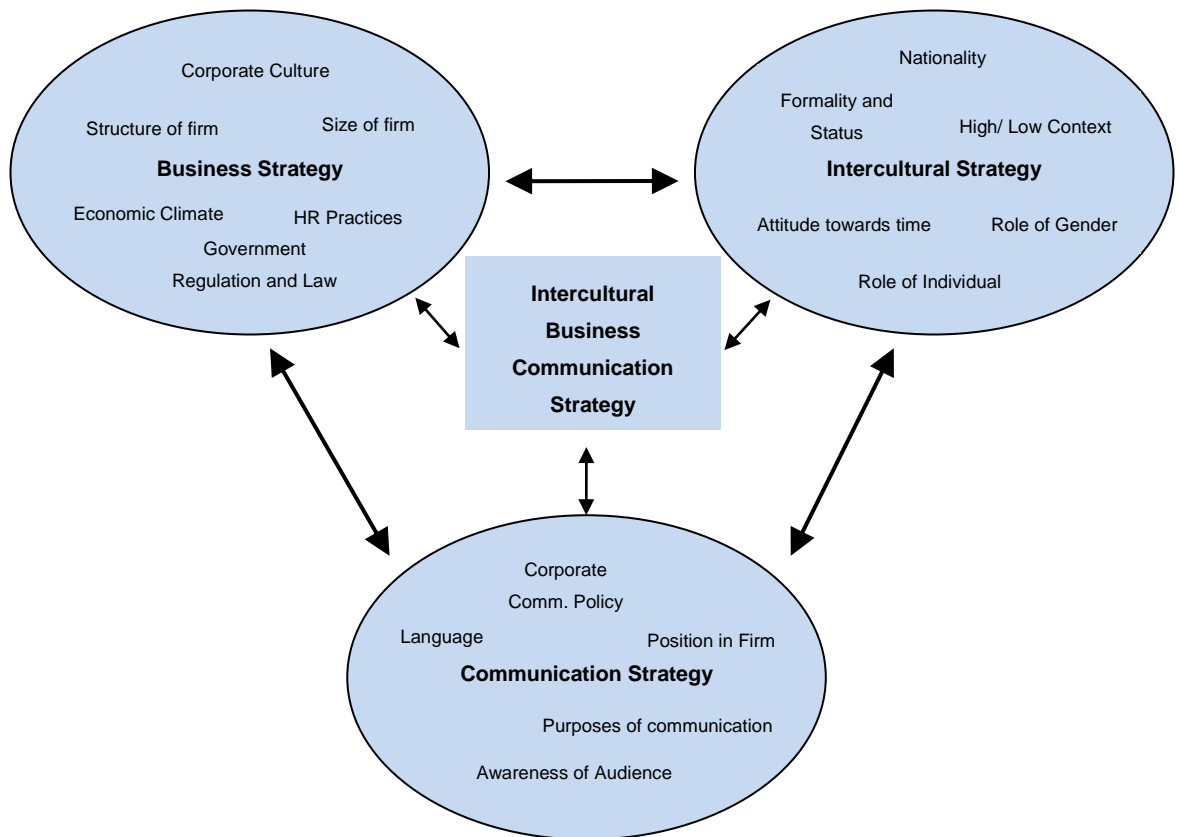 Corporate Culture
Structure of firm
Size of firm
Business Strategy
Economic Climate
HR Practices
Government
Regulation and Law
Nationality
Formality and
Status
High/ Low Context
Intercultural Strategy
Attitude towards time
Role of Gender
Role of Individual
Intercultural
Business
Communication
Strategy
Corporate
Comm. Policy
Language
Position in Firm
Communication Strategy
Purposes of communication
Awareness of Audience